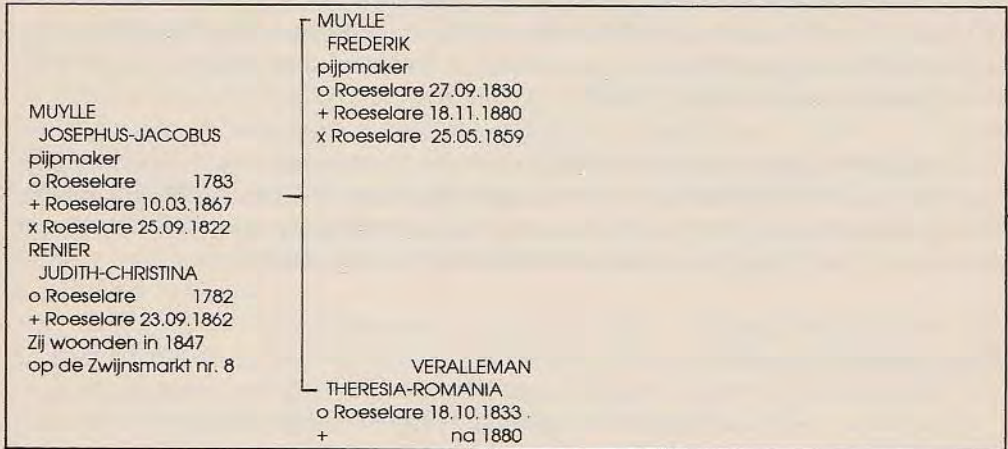 MUYLLE
JOSEPHUS-JACOBUS
pijpmaker
o Roeselare 1783
+ Roeselare 10.03.1867
x Roeselare 25.09.1822
RENIER
JUDITH-CHRISTINA
o Roeselare 1782
+ Roeselare 23.09.1862
Zij woonden in 1847
op de Zwijnsmarkt nr. 8
MUYLLE
FREDERIK
pijpmaker
o Roeselare 27.09.1830
+ Roeselare 18.11.1880
x Roeselare 25.05.1859
VERALLEMAN
THERESIA-ROMANIA
o Roeselare 18.10.1833
+ na 1880